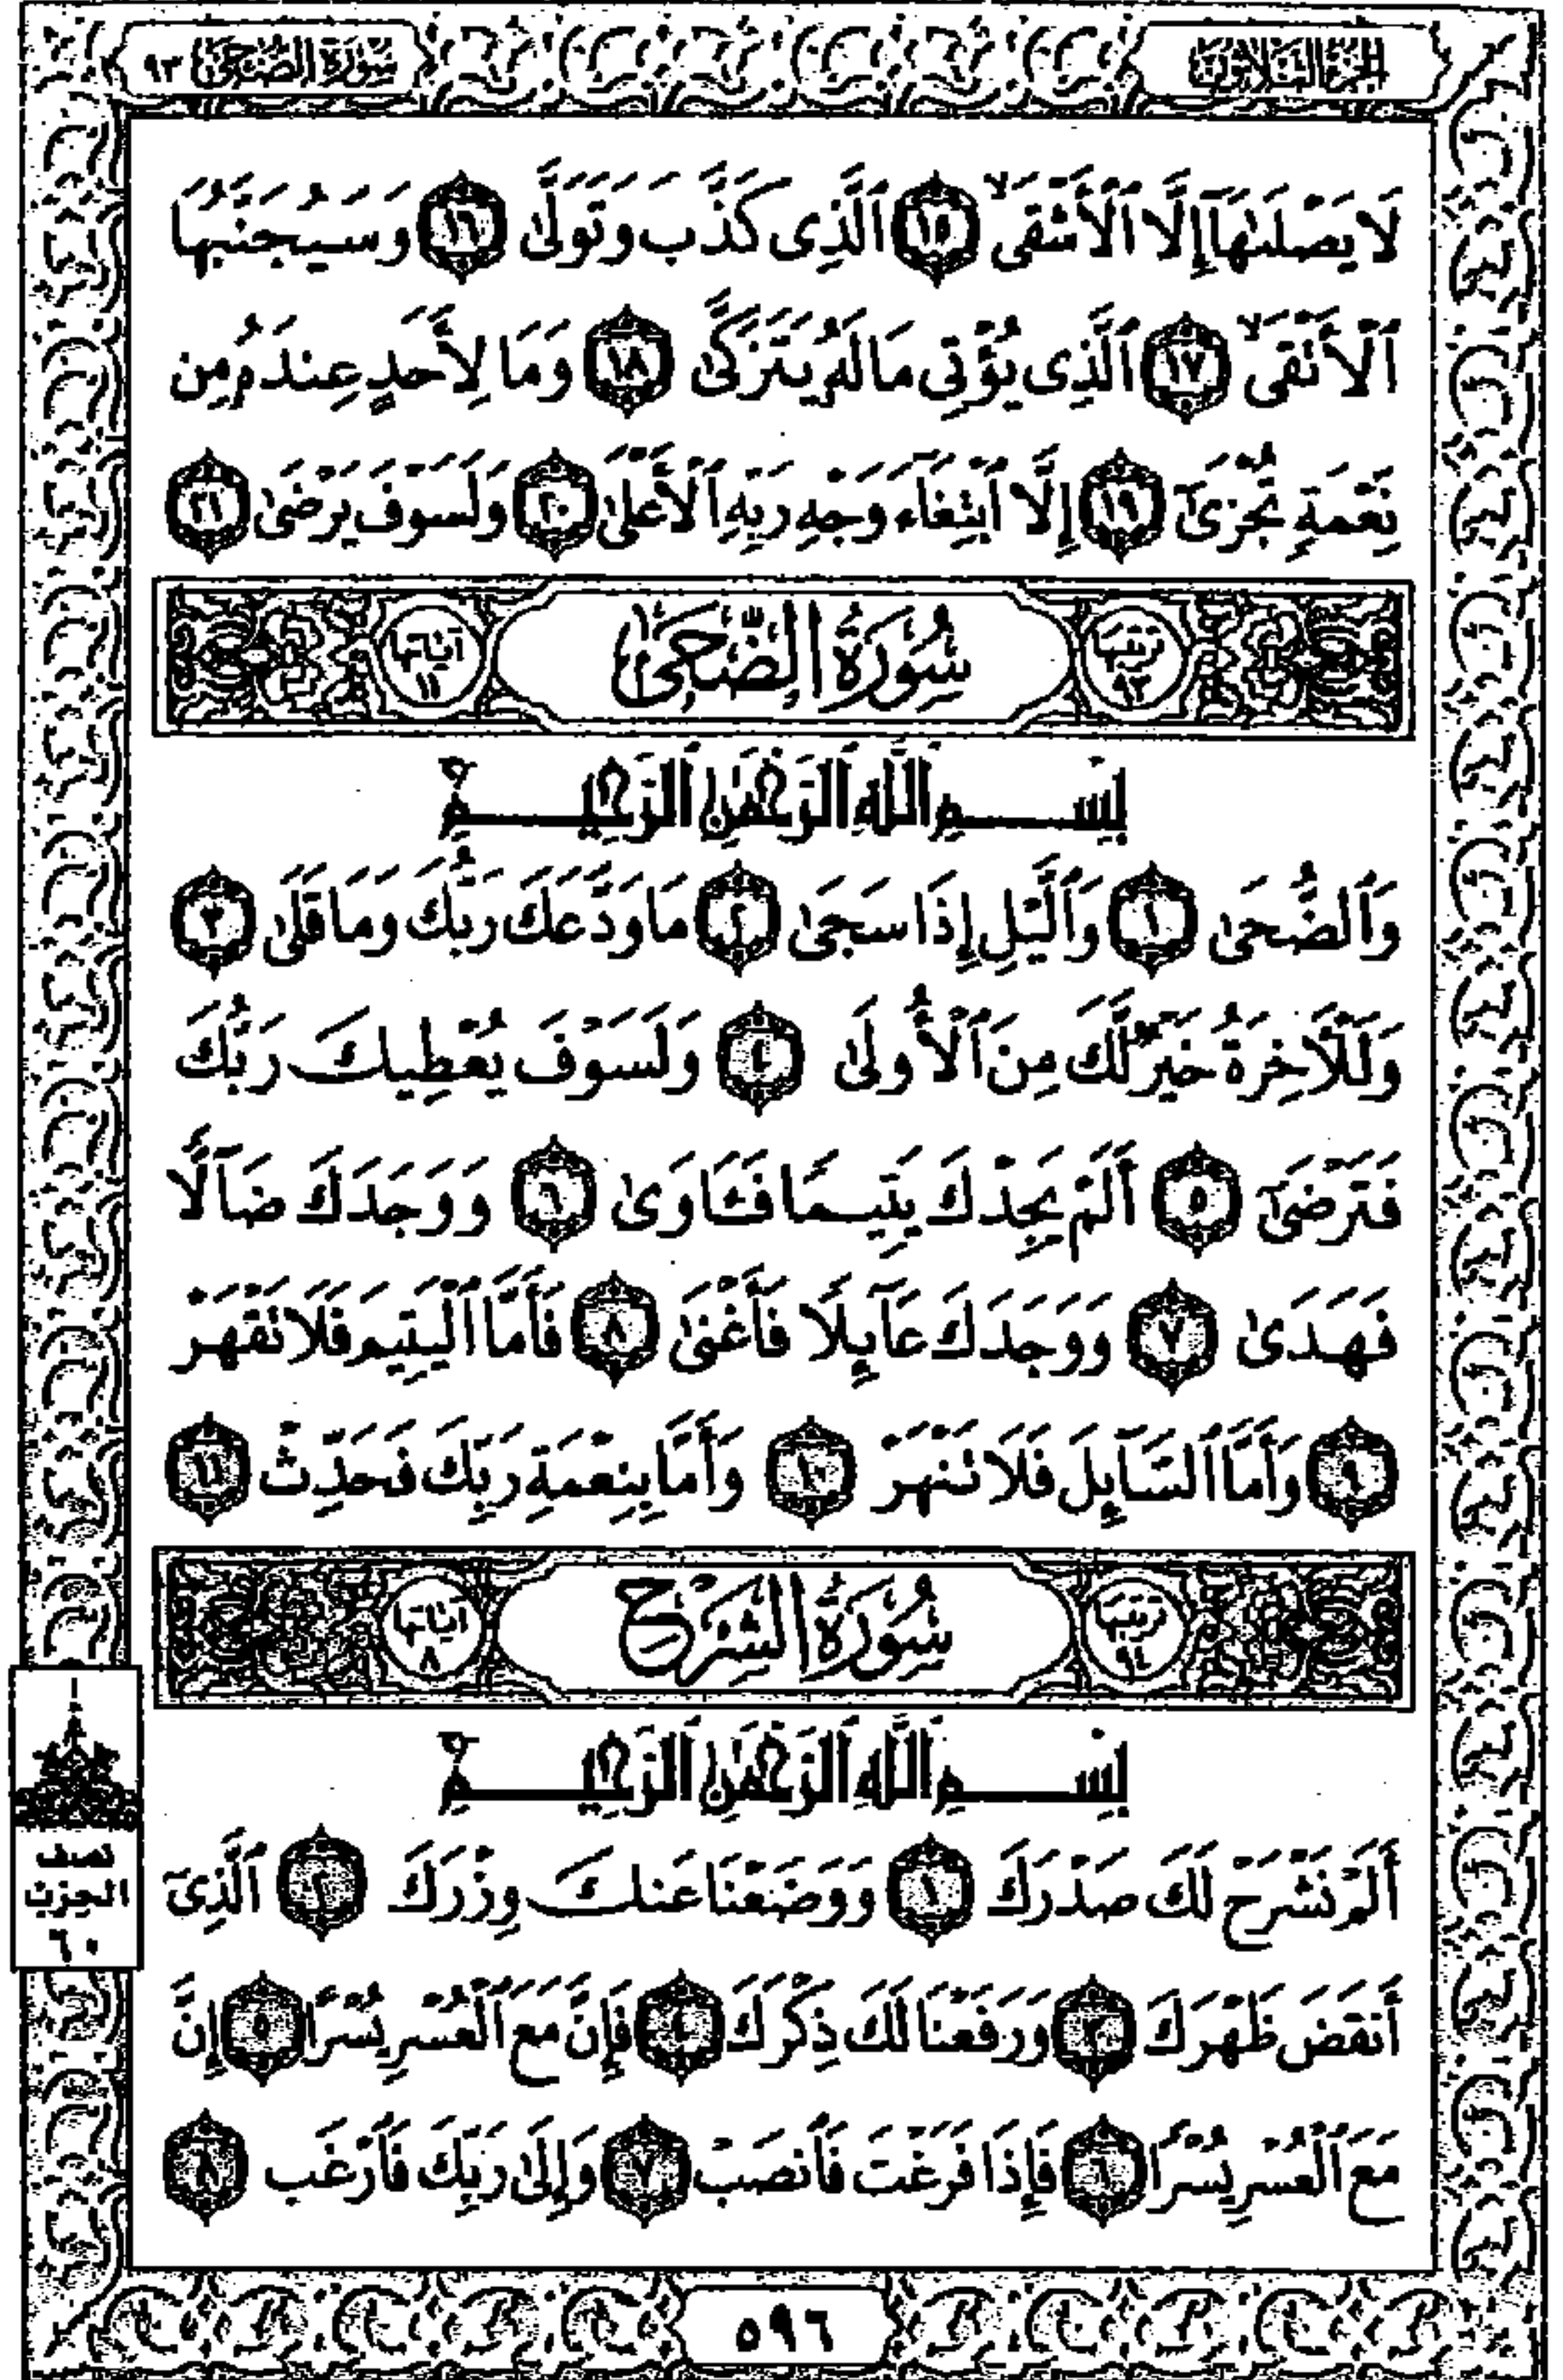 الجزء الثلاثون
سورة الضحى ٩٣
لَا يَصْلَىٰهَآ إِلَّا ٱلْأَشْقَى ١٥ ٱلَّذِى كَذَّبَ وَتَوَلَّىٰ ١٦ وَسَيُجَنَّبُهَا
ٱلْأَتْقَى ١٧ ٱلَّذِى يُؤْتِى مَالَهُۥ يَتَزَكَّىٰ ١٨ وَمَا لِأَحَدٍ عِندَهُۥ مِن
نِّعْمَةٍ تُجْزَىٰٓ ١٩ إِلَّا ٱبْتِغَآءَ وَجْهِ رَبِّهِ ٱلْأَعْلَىٰ ٢٠ وَلَسَوْفَ يَرْضَىٰ ٢١
ترتيبها ٩٣ سُورَةُ الضُّحَىٰ آياتها ١١
بِسْمِ ٱللَّهِ ٱلرَّحْمَٰنِ ٱلرَّحِيمِ
وَٱلضُّحَىٰ ١ وَٱلَّيْلِ إِذَا سَجَىٰ ٢ مَا وَدَّعَكَ رَبُّكَ وَمَا قَلَىٰ ٣
وَلَلْءَاخِرَةُ خَيْرٌ لَّكَ مِنَ ٱلْأُولَىٰ ٤ وَلَسَوْفَ يُعْطِيكَ رَبُّكَ
فَتَرْضَىٰٓ ٥ أَلَمْ يَجِدْكَ يَتِيمًا فَـَٔاوَىٰ ٦ وَوَجَدَكَ ضَآلًّا
فَهَدَىٰ ٧ وَوَجَدَكَ عَآئِلًا فَأَغْنَىٰ ٨ فَأَمَّا ٱلْيَتِيمَ فَلَا تَقْهَرْ
٩ وَأَمَّا ٱلسَّآئِلَ فَلَا تَنْهَرْ ١٠ وَأَمَّا بِنِعْمَةِ رَبِّكَ فَحَدِّثْ ١١
ترتيبها ٩٤ سُورَةُ الشَّرْحِ آياتها ٨
بِسْمِ ٱللَّهِ ٱلرَّحْمَٰنِ ٱلرَّحِيمِ
أَلَمْ نَشْرَحْ لَكَ صَدْرَكَ ١ وَوَضَعْنَا عَنكَ وِزْرَكَ ٢ ٱلَّذِىٓ
أَنقَضَ ظَهْرَكَ ٣ وَرَفَعْنَا لَكَ ذِكْرَكَ ٤ فَإِنَّ مَعَ ٱلْعُسْرِ يُسْرًا ٥ إِنَّ
مَعَ ٱلْعُسْرِ يُسْرًا ٦ فَإِذَا فَرَغْتَ فَٱنصَبْ ٧ وَإِلَىٰ رَبِّكَ فَٱرْغَب ٨
نصف
الحزب
٦٠
٥٩٦